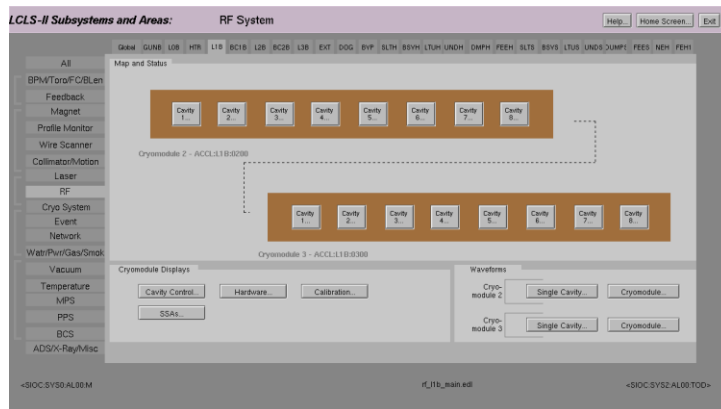 LCLS-II Subsystems and Areas: RF System Help... Home Screen... Exit
Global GUNB L0B HTR L1B BC1B L2B BC2B L3B EXT DOG BYP SLTH BSYH LTUH UNDH DMPH FEEH SLTS BSYS LTUS UNDS DUMPS FEES NEH FEHI
All
BPM/Toro/FC/BLen
Feedback
Magnet
Profile Monitor
Wire Scanner
Collimator/Motion
Laser
RF
Cryo System
Event
Network
Watr/Pwr/Gas/Smok
Vacuum
Temperature
MPS
PPS
BCS
ADS/X-Ray/Misc
Map and Status
Cavity 1... Cavity 2... Cavity 3... Cavity 4... Cavity 5... Cavity 6... Cavity 7... Cavity 8...
Cryomodule 2 - ACCL:L1B:0200
Cavity 1... Cavity 2... Cavity 3... Cavity 4... Cavity 5... Cavity 6... Cavity 7... Cavity 8...
Cryomodule 3 - ACCL:L1B:0300
Cryomodule Displays
Cavity Control... Hardware... Calibration...
SSAs...
Waveforms
Cryo-
module 2 Single Cavity... Cryomodule...
Cryo-
module 3 Single Cavity... Cryomodule...
<SIOC:SYS0:AL00:M rf_l1b_main.edl <SIOC:SYS2:AL00:TOD>